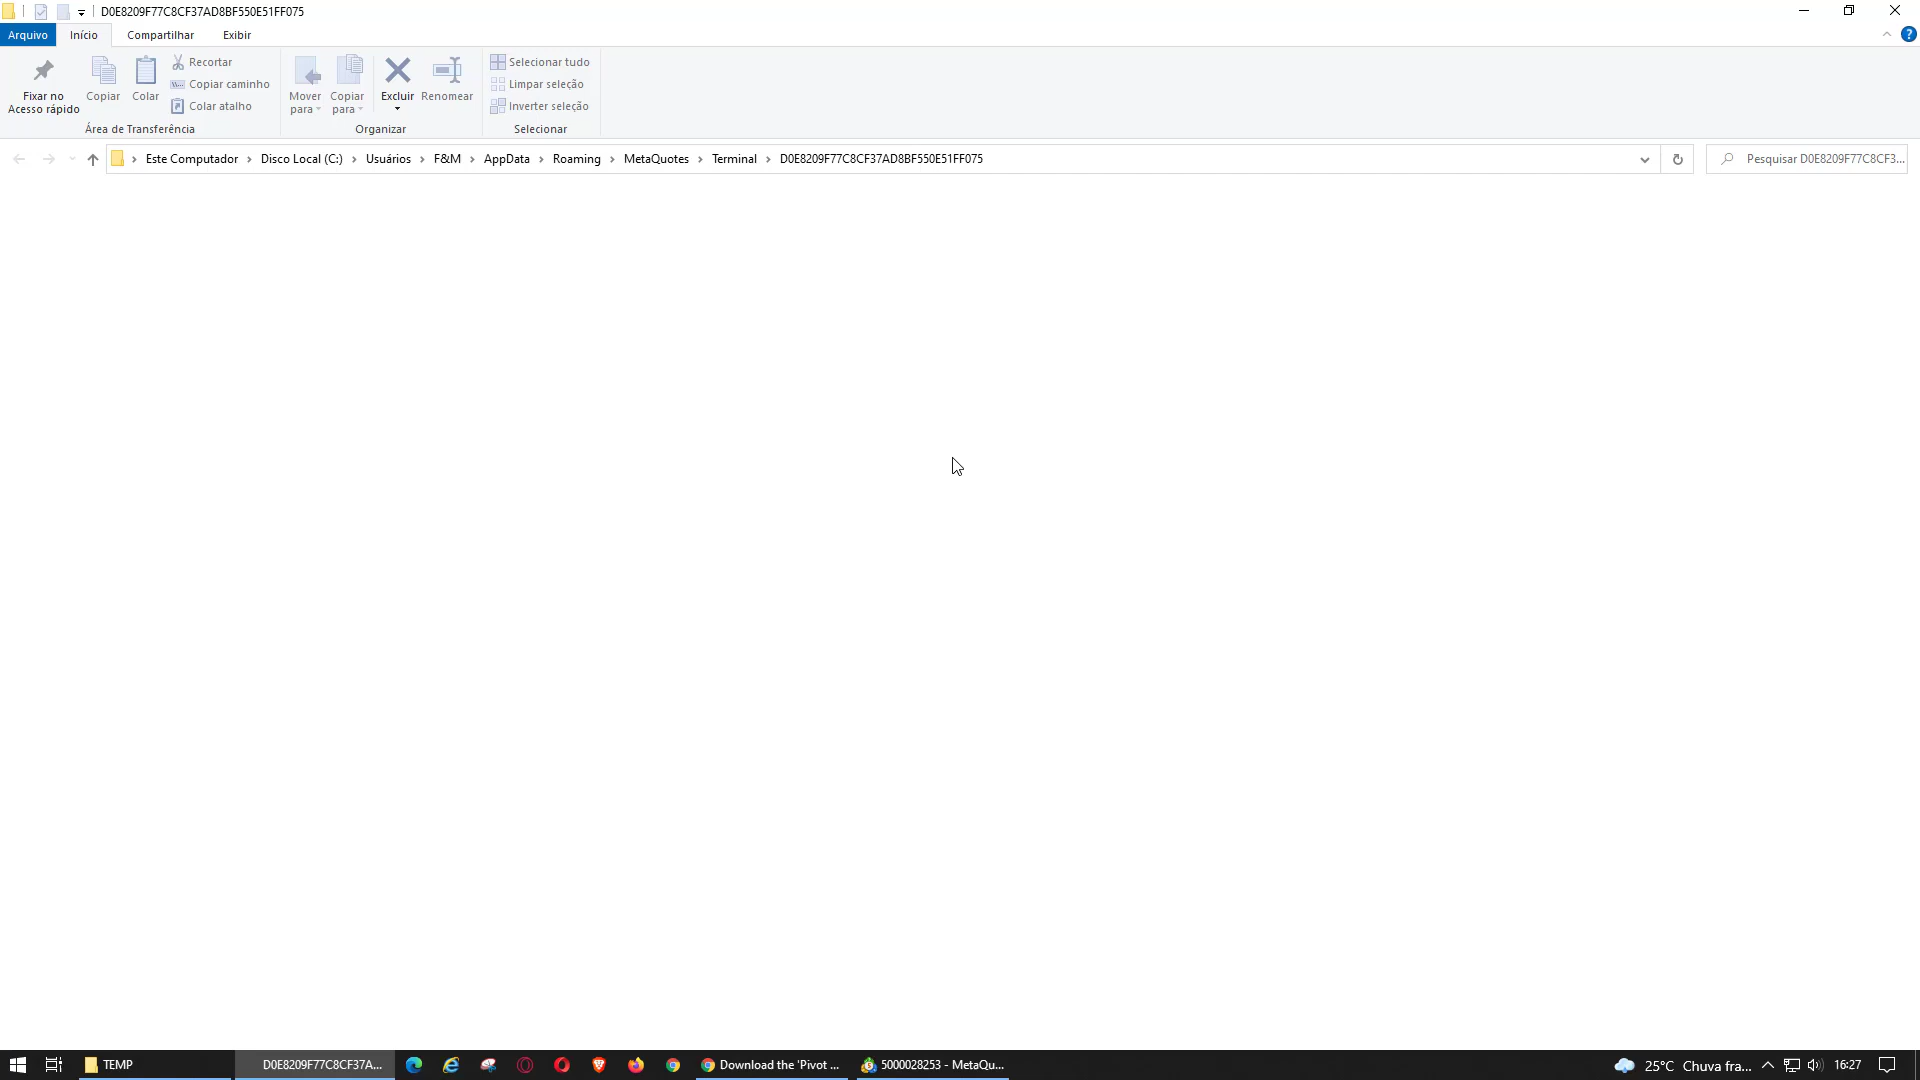 D0E8209F77C8CF37AD8BF550E51FF075
Arquivo Início Compartilhar Exibir
Fixar no
Acesso rápido
Copiar
Colar
Recortar
Copiar caminho
Colar atalho
Área de Transferência
Mover
para
Copiar
para
Excluir
Renomear
Organizar
Selecionar tudo
Limpar seleção
Inverter seleção
Selecionar
Este Computador > Disco Local (C:) > Usuários > F&M > AppData > Roaming > MetaQuotes > Terminal > D0E8209F77C8CF37AD8BF550E51FF075
Pesquisar D0E8209F77C8CF3...
TEMP
D0E8209F77C8CF37A...
Download the 'Pivot ...
5000028253 - MetaQu...
25°C Chuva fra...
16:27